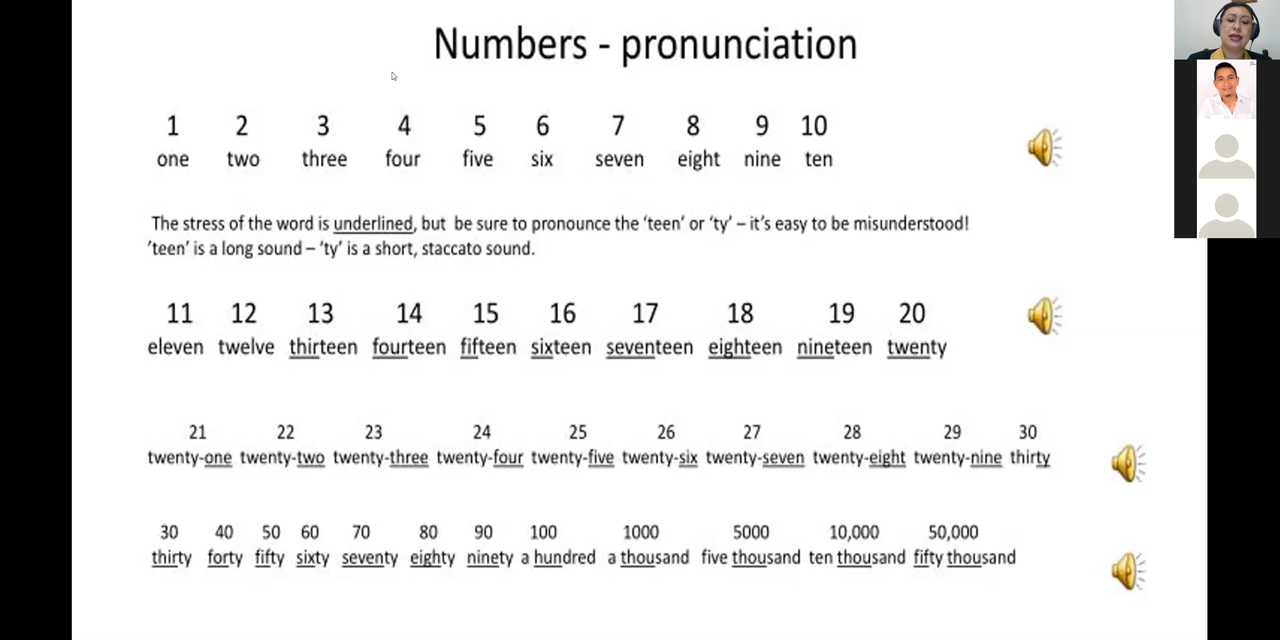 Numbers - pronunciation
1 2 3 4 5 6 7 8 9 10
one two three four five six seven eight nine ten
The stress of the word is underlined, but be sure to pronounce the 'teen' or 'ty' – it's easy to be misunderstood!
'teen' is a long sound – 'ty' is a short, staccato sound.
11 12 13 14 15 16 17 18 19 20
eleven twelve thirteen fourteen fifteen sixteen seventeen eighteen nineteen twenty
21 22 23 24 25 26 27 28 29 30
twenty-one twenty-two twenty-three twenty-four twenty-five twenty-six twenty-seven twenty-eight twenty-nine thirty
30 40 50 60 70 80 90 100 1000 5000 10,000 50,000
thirty forty fifty sixty seventy eighty ninety a hundred a thousand five thousand ten thousand fifty thousand